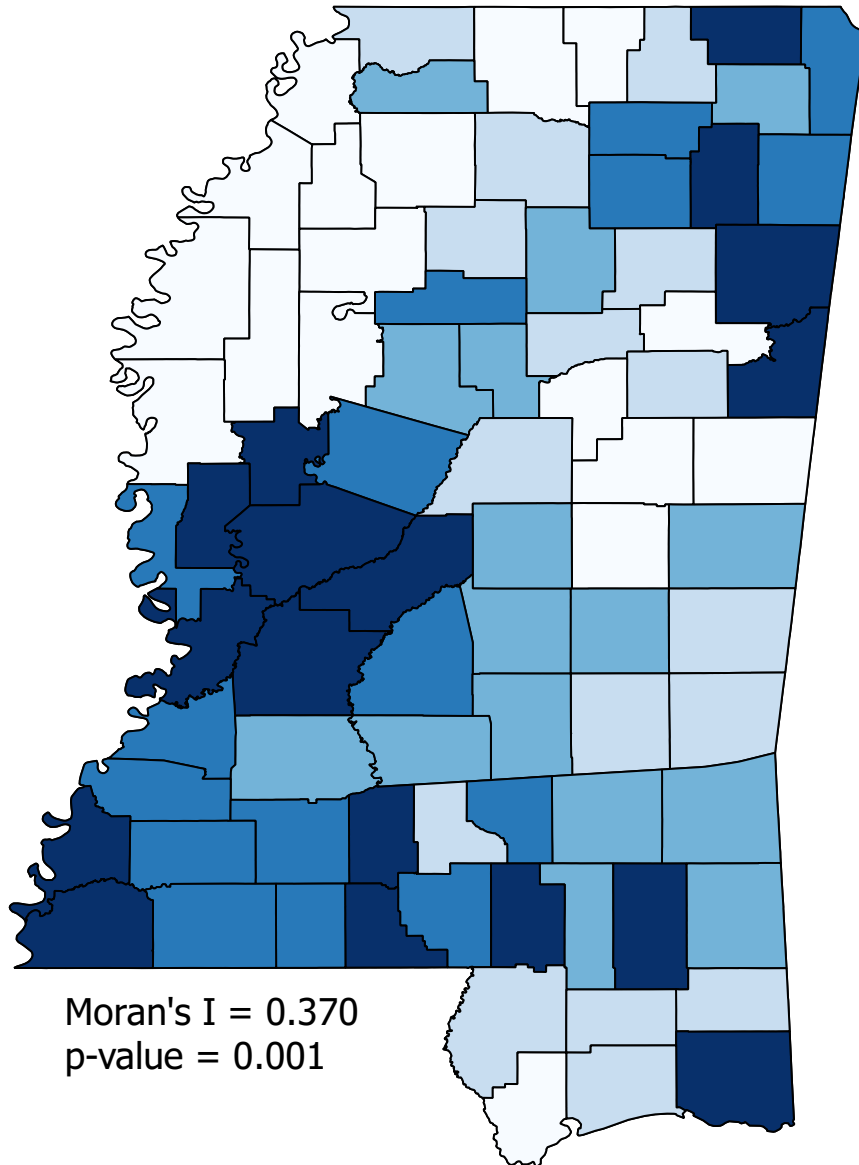 Moran's I = 0.370
p-value = 0.001